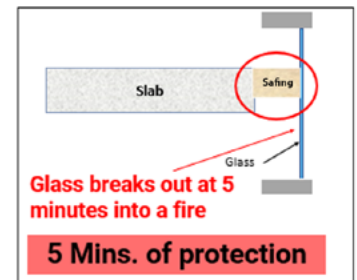 Slab
Safing
Glass
Glass breaks out at 5
minutes into a fire
5 Mins. of protection